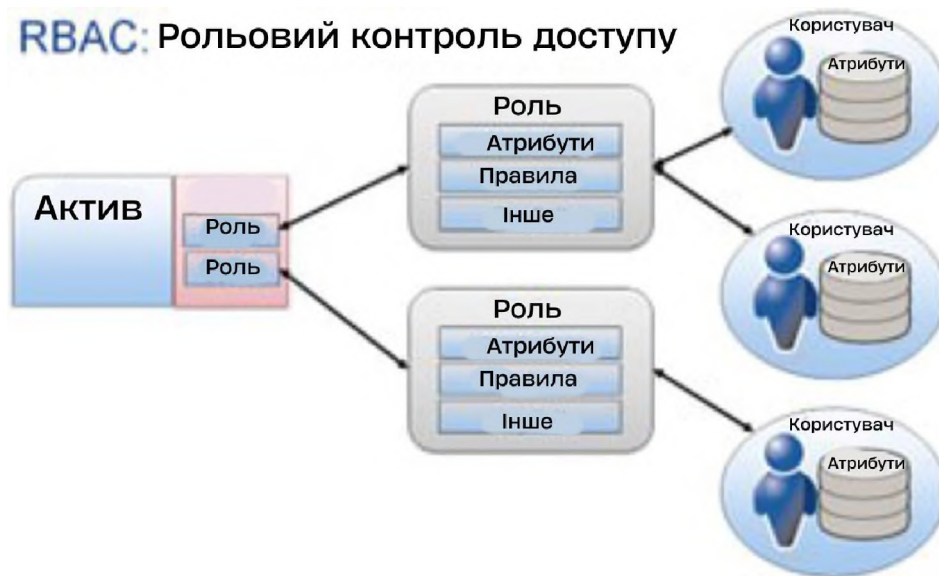 RBAC: Рольовий контроль доступу
Актив
Роль
Роль
Роль
Атрибути
Правила
Інше
Роль
Атрибути
Правила
Інше
Користувач
Атрибути
Користувач
Атрибути
Користувач
Атрибути